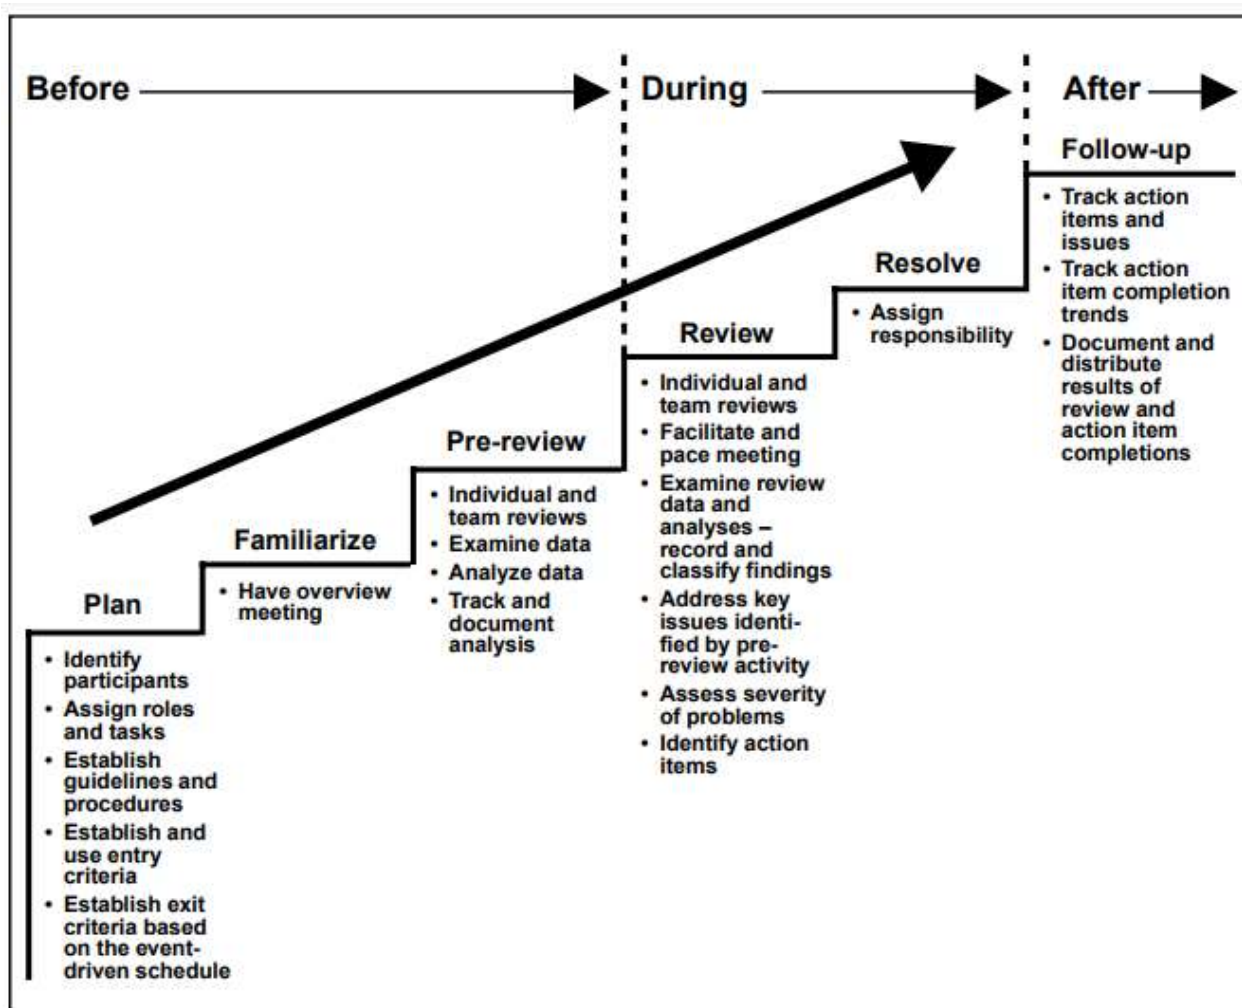 Before
During
After
Plan
• Identify
participants
• Assign roles
and tasks
• Establish
guidelines and
procedures
• Establish and
use entry
criteria
• Establish exit
criteria based
on the event-
driven schedule
Familiarize
• Have overview
meeting
Pre-review
• Individual and
team reviews
• Examine data
• Analyze data
• Track and
document
analysis
Review
• Individual and
team reviews
• Facilitate and
pace meeting
• Examine review
data and
analyses –
record and
classify findings
• Address key
issues identi-
fied by pre-
review activity
• Assess severity
of problems
• Identify action
items
Resolve
• Assign
responsibility
Follow-up
• Track action
items and
issues
• Track action
item completion
trends
• Document and
distribute
results of
review and
action item
completions